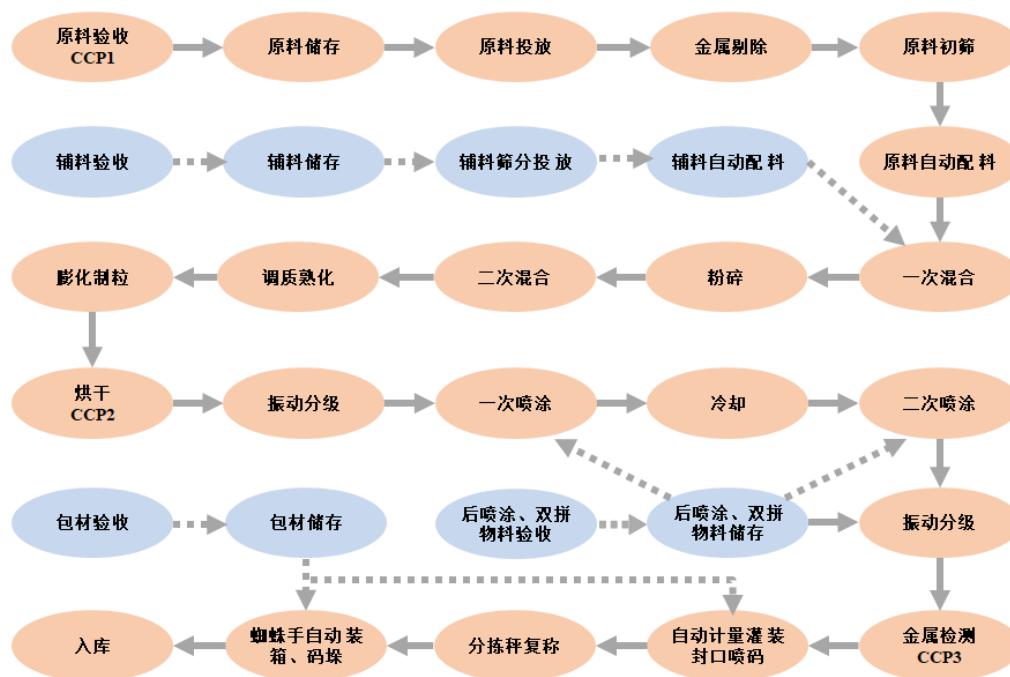 原料验收
CCP1
原料储存
原料投放
金属剔除
原料初筛
辅料验收
辅料储存
辅料筛分投 放
辅料自动配 料
原料自动配 料
膨化制粒
调质熟化
二次混合
粉碎
一次混合
烘干
CCP2
振动分级
一次喷涂
冷却
二次喷涂
包材验收
包材储存
后喷涂、双拼
物料验收
后喷涂、双拼
物料储存
振动分级
入库
蜘蛛手自动 装
箱、码垛
分拣秤复称
自动计量灌 装
封口喷码
金属检测
CCP3